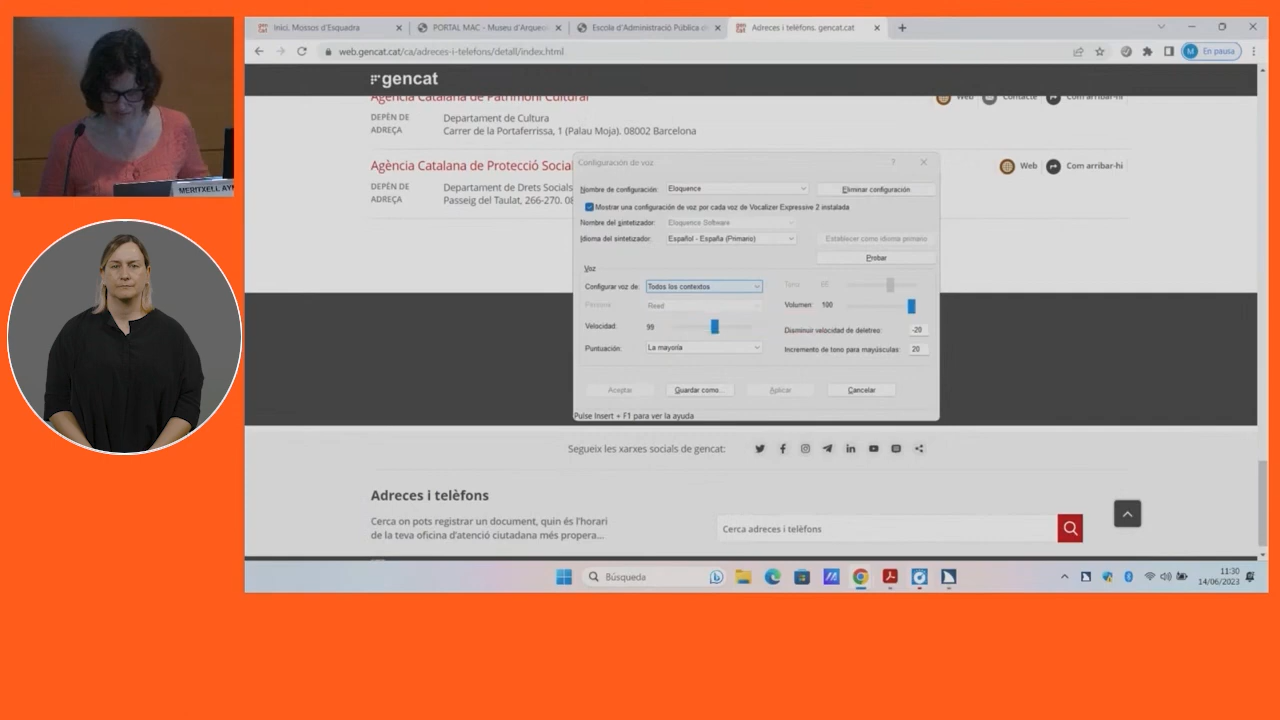 MERITXELL AYM
Inici. Mossos d'Esquadra
PORTAL MAC - Museu d'Arqueol
Escola d'Administració Pública d
Adreces i telèfons. gencat.cat
web.gencat.cat/ca/adreces-i-telefons/detall/index.html
M En pausa
gencat
Agència Catalana de Patrimoni Cultural
Web
Contacte
Com arribar-hi
DEPÈN DE
Departament de Cultura
ADREÇA
Carrer de la Portaferrissa, 1 (Palau Moja). 08002 Barcelona
Agència Catalana de Protecció Social
Web
Com arribar-hi
DEPÈN DE
Departament de Drets Socials
ADREÇA
Passeig del Taulat, 266-270. 08
Configuración de voz
?
Nombre de configuración:
Eloquence
Eliminar configuración
Mostrar una configuración de voz por cada voz de Vocalizer Expressive 2 instalada
Nombre del sintetizador:
Eloquence Software
Idioma del sintetizador:
Español - España (Primario)
Establecer como idioma primario
Probar
Voz
Configurar voz de:
Todos los contextos
Tono:
65
Persona:
Reed
Volumen:
100
Velocidad:
99
Disminuir velocidad de deletreo:
-20
Puntuación:
La mayoría
Incremento de tono para mayúsculas:
20
Aceptar
Guardar como...
Aplicar
Cancelar
Pulse Insert + F1 para ver la ayuda
Segueix les xarxes socials de gencat:
Adreces i telèfons
Cerca on pots registrar un document, quin és l'horari
de la teva oficina d'atenció ciutadana més propera...
Cerca adreces i telèfons
Búsqueda
11:30
14/06/2023